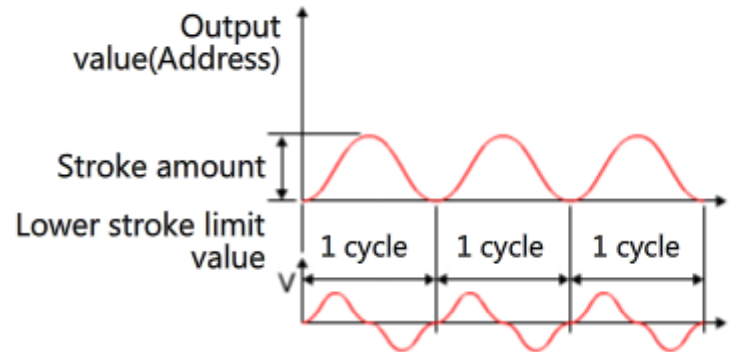 Output
value(Address)
Stroke amount
Lower stroke limit
value
1 cycle
1 cycle
1 cycle
V